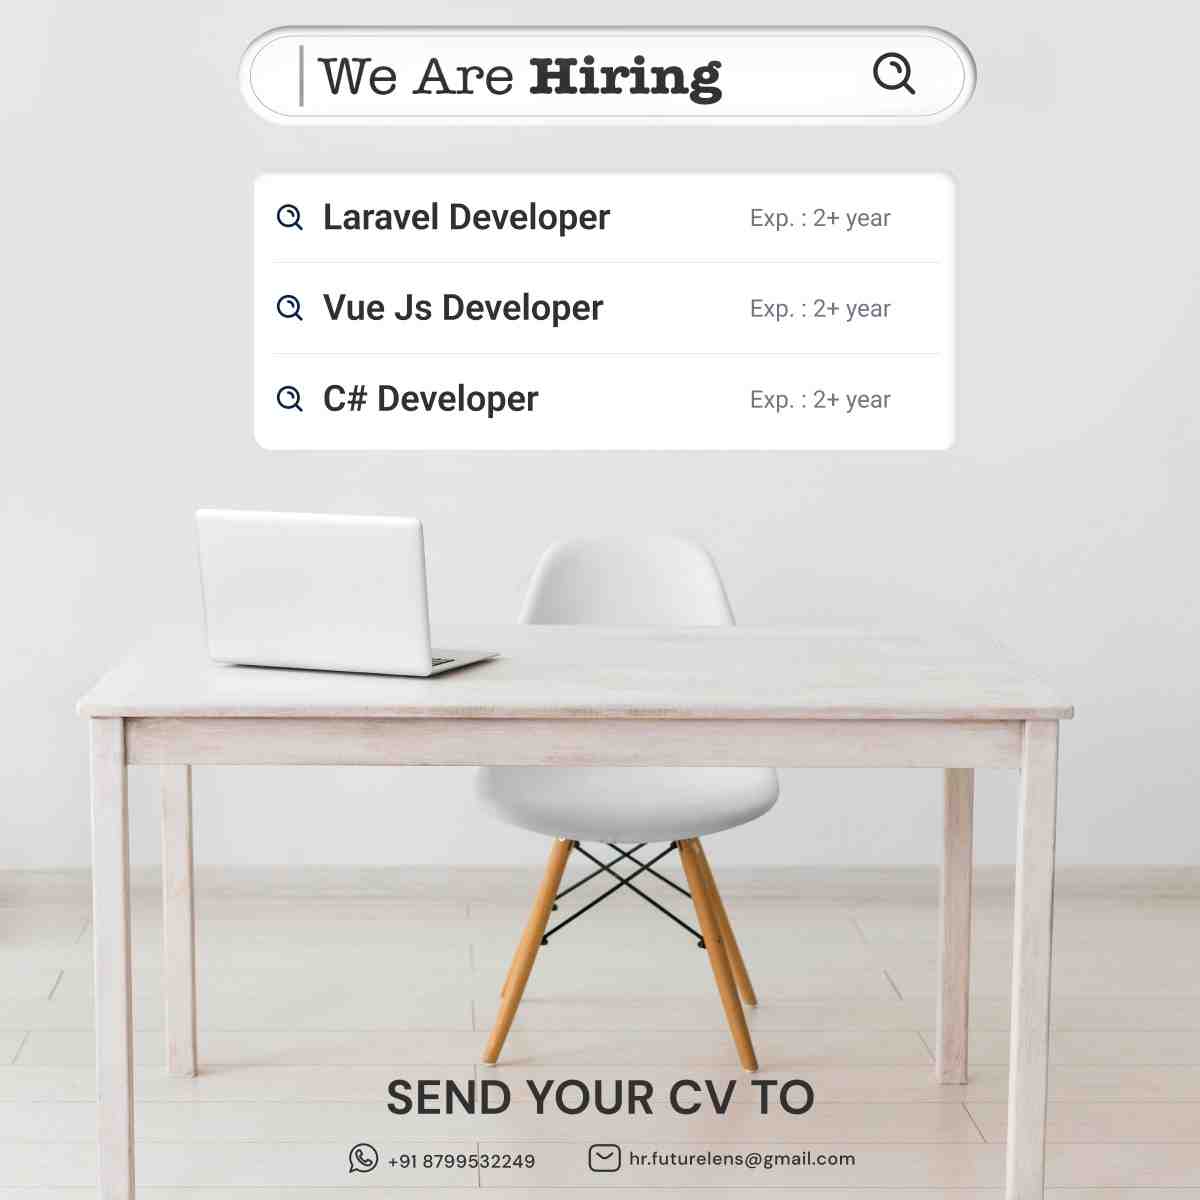 We Are Hiring
Laravel Developer Exp. : 2+ year
Vue Js Developer Exp. : 2+ year
C# Developer Exp. : 2+ year
SEND YOUR CV TO
+91 8799532249 hr.futurelens@gmail.com